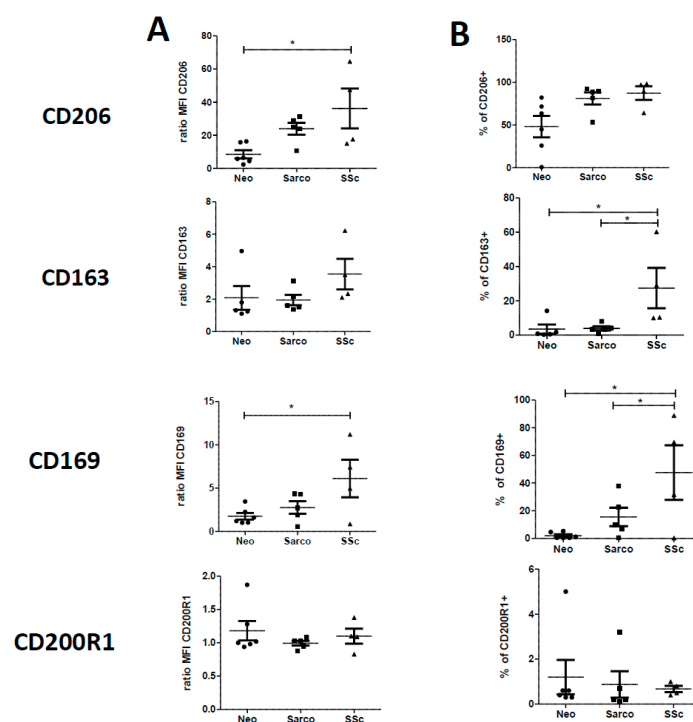 A
B
CD206
ratio MFI CD206
80
60
40
20
0
*
Neo
Sarco
SSc
% of CD206+
150
100
50
0
Neo
Sarco
SSc
CD163
ratio MFI CD163
8
6
4
2
0
Neo
Sarco
SSc
% of CD163+
80
60
40
20
0
*
*
Neo
Sarco
SSc
CD169
ratio MFI CD169
15
10
5
0
*
Neo
Sarco
SSc
% of CD169+
100
80
60
40
20
0
*
*
Neo
Sarco
SSc
CD200R1
ratio MFI CD200R1
2.0
1.5
1.0
0.5
0.0
Neo
Sarco
SSc
% of CD200R1+
6
4
2
0
Neo
Sarco
SSc